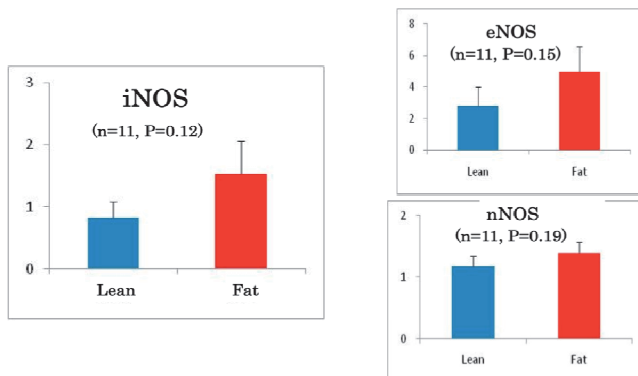 iNOS
(n=11, P=0.12)
3
2
1
0
Lean Fat
eNOS
(n=11, P=0.15)
8
6
4
2
0
Lean Fat
nNOS
(n=11, P=0.19)
2
1
0
Lean Fat